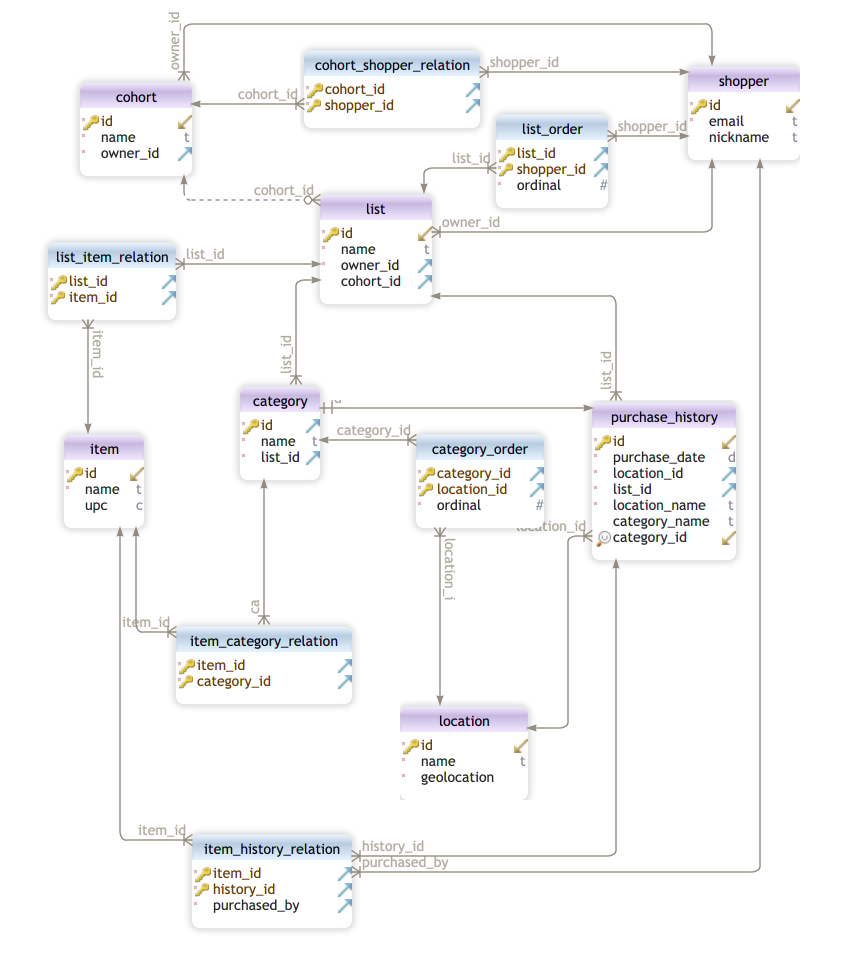 owner_id
cohort_shopper_relation
cohort_id
shopper_id
shopper_id
cohort_id
cohort
id
name t
owner_id
shopper
id
email t
nickname t
list_order
list_id
shopper_id
ordinal #
shopper_id
list_id
cohort_id
list
id
name t
owner_id
cohort_id
owner_id
list_item_relation
list_id
item_id
list_id
item_id
list_id
list_id
category
id
name t
list_id
category_id
category_order
category_id
location_id
ordinal #
purchase_history
id
purchase_date d
location_id
list_id
location_name t
category_name t
category_id
item
id
name t
upc c
location_id
location_i
ca
item_id
item_category_relation
item_id
category_id
location
id
name t
geolocation
item_id
item_history_relation
item_id
history_id
purchased_by
history_id
purchased_by